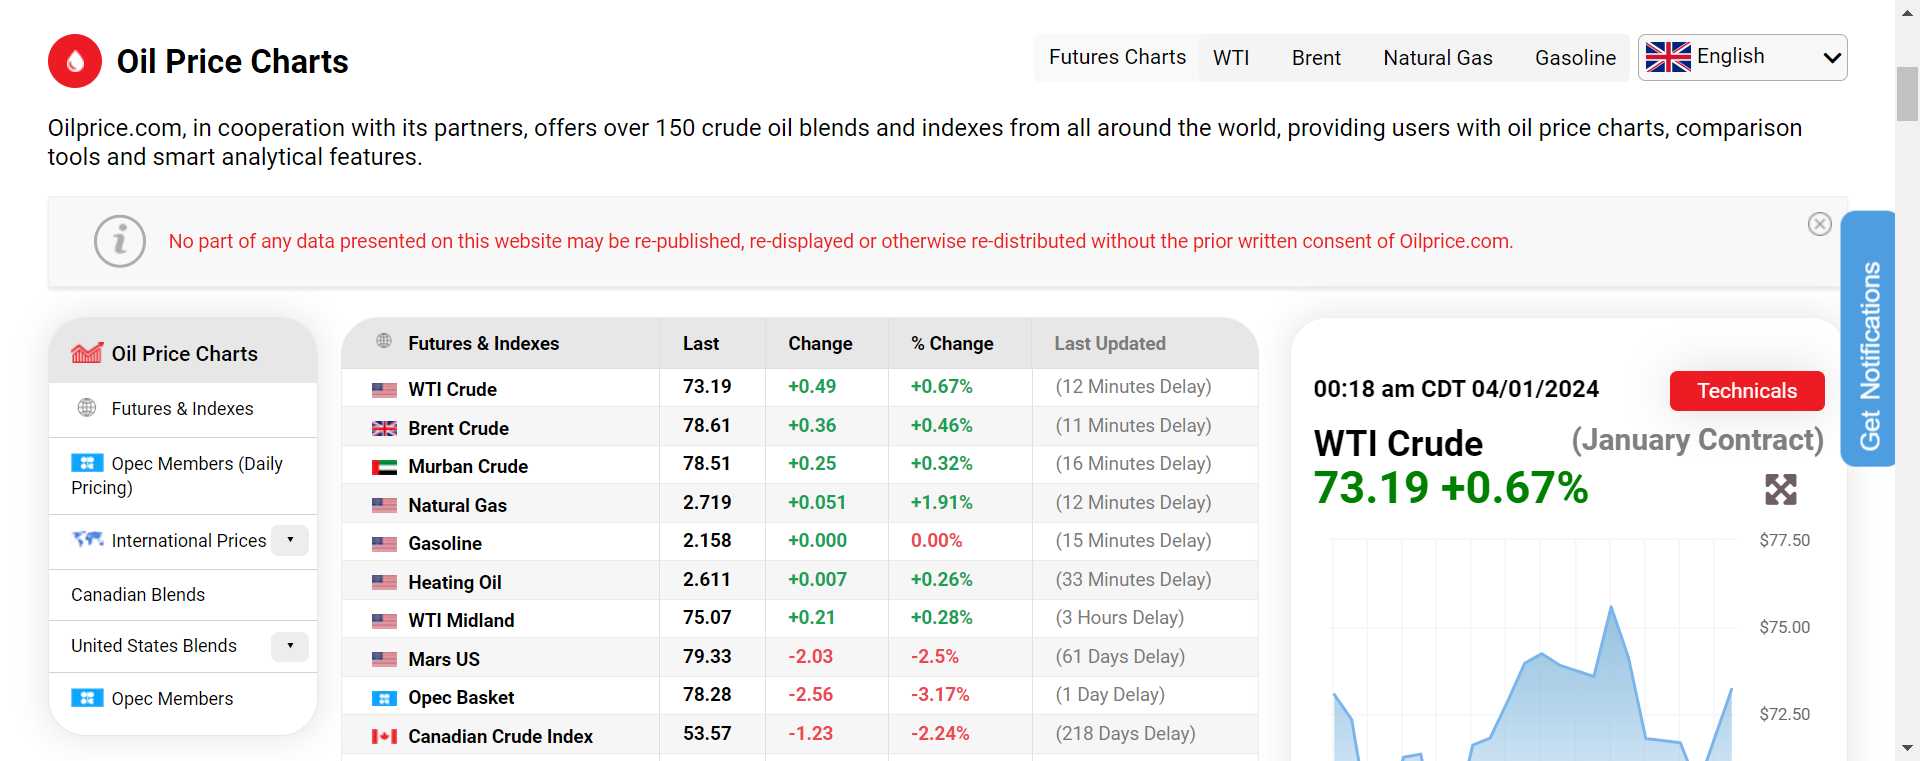 Oil Price Charts
Futures Charts WTI Brent Natural Gas Gasoline English
Oilprice.com, in cooperation with its partners, offers over 150 crude oil blends and indexes from all around the world, providing users with oil price charts, comparison
tools and smart analytical features.
No part of any data presented on this website may be re-published, re-displayed or otherwise re-distributed without the prior written consent of Oilprice.com.
Get Notifications
Oil Price Charts
Futures & Indexes
Opec Members (Daily
Pricing)
International Prices
Canadian Blends
United States Blends
Opec Members
Futures & Indexes Last Change % Change Last Updated
WTI Crude 73.19 +0.49 +0.67% (12 Minutes Delay)
Brent Crude 78.61 +0.36 +0.46% (11 Minutes Delay)
Murban Crude 78.51 +0.25 +0.32% (16 Minutes Delay)
Natural Gas 2.719 +0.051 +1.91% (12 Minutes Delay)
Gasoline 2.158 +0.000 0.00% (15 Minutes Delay)
Heating Oil 2.611 +0.007 +0.26% (33 Minutes Delay)
WTI Midland 75.07 +0.21 +0.28% (3 Hours Delay)
Mars US 79.33 -2.03 -2.5% (61 Days Delay)
Opec Basket 78.28 -2.56 -3.17% (1 Day Delay)
Canadian Crude Index 53.57 -1.23 -2.24% (218 Days Delay)
00:18 am CDT 04/01/2024 Technicals
WTI Crude (January Contract)
73.19 +0.67%
$77.50
$75.00
$72.50